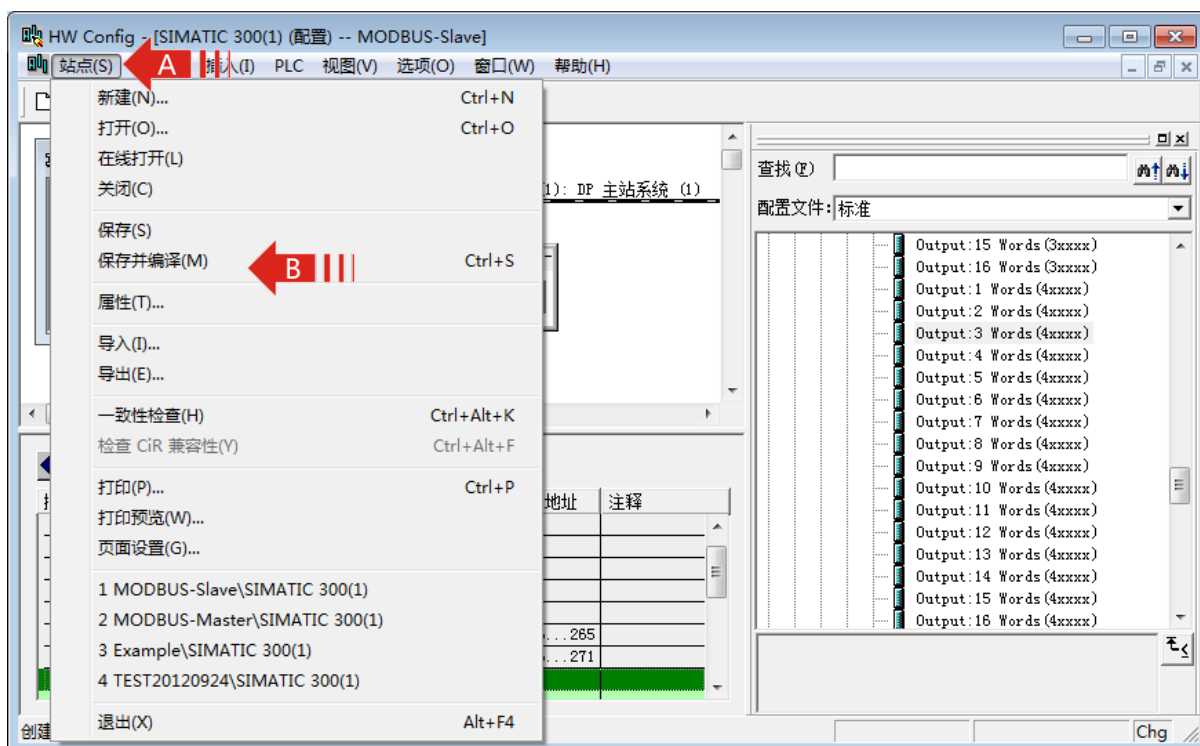 HW Config - [SIMATIC 300(1) (配置) -- MODBUS-Slave]
站点(S) A 插入(I) PLC 视图(V) 选项(O) 窗口(W) 帮助(H)
新建(N)... Ctrl+N
打开(O)... Ctrl+O
在线打开(L)
关闭(C)
保存(S)
保存并编译(M) B Ctrl+S
属性(T)...
导入(I)...
导出(E)...
一致性检查(H) Ctrl+Alt+K
检查 CiR 兼容性(Y) Ctrl+Alt+F
打印(P)... Ctrl+P
打印预览(W)...
页面设置(G)...
1 MODBUS-Slave\SIMATIC 300(1)
2 MODBUS-Master\SIMATIC 300(1)
3 Example\SIMATIC 300(1)
4 TEST20120924\SIMATIC 300(1)
退出(X) Alt+F4
1): DP 主站系统 (1)
地址 注释
...265
...271
查找(F)
配置文件: 标准
Output:15 Words(3xxxx)
Output:16 Words(3xxxx)
Output:1 Words(4xxxx)
Output:2 Words(4xxxx)
Output:3 Words(4xxxx)
Output:4 Words(4xxxx)
Output:5 Words(4xxxx)
Output:6 Words(4xxxx)
Output:7 Words(4xxxx)
Output:8 Words(4xxxx)
Output:9 Words(4xxxx)
Output:10 Words(4xxxx)
Output:11 Words(4xxxx)
Output:12 Words(4xxxx)
Output:13 Words(4xxxx)
Output:14 Words(4xxxx)
Output:15 Words(4xxxx)
Output:16 Words(4xxxx)
创建
Chg